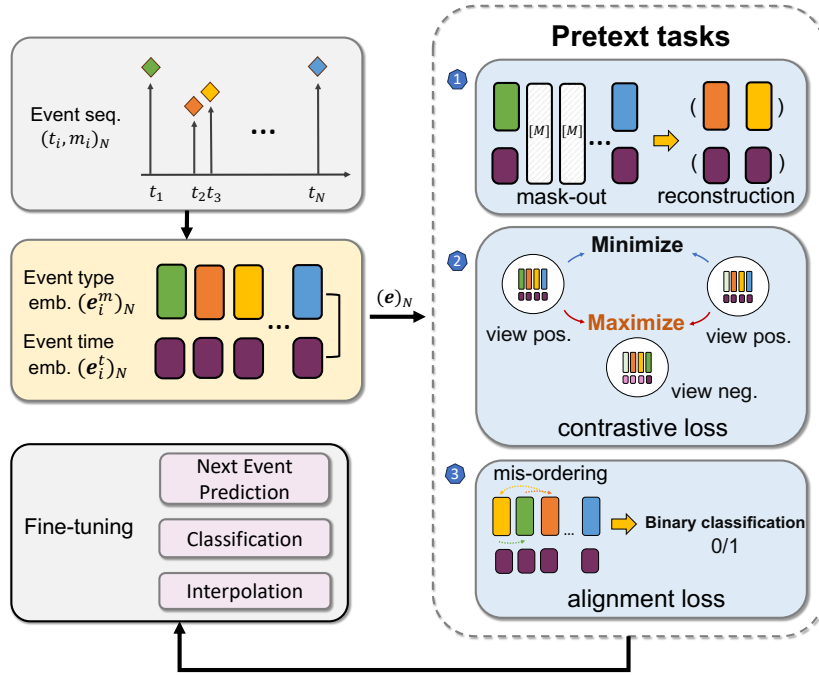 Event seq.
(t_i, m_i)_N
...
t_1 t_2 t_3 t_N
Event type
emb. (e_i^m)_N
...
Event time
emb. (e_i^t)_N
(e)_N
Fine-tuning
Next Event
Prediction
Classification
Interpolation
Pretext tasks
1
[M] [M] ... ( )
( )
mask-out reconstruction
2
Minimize
view pos. Maximize view pos.
view neg.
contrastive loss
3
mis-ordering
...
Binary classification
0/1
alignment loss